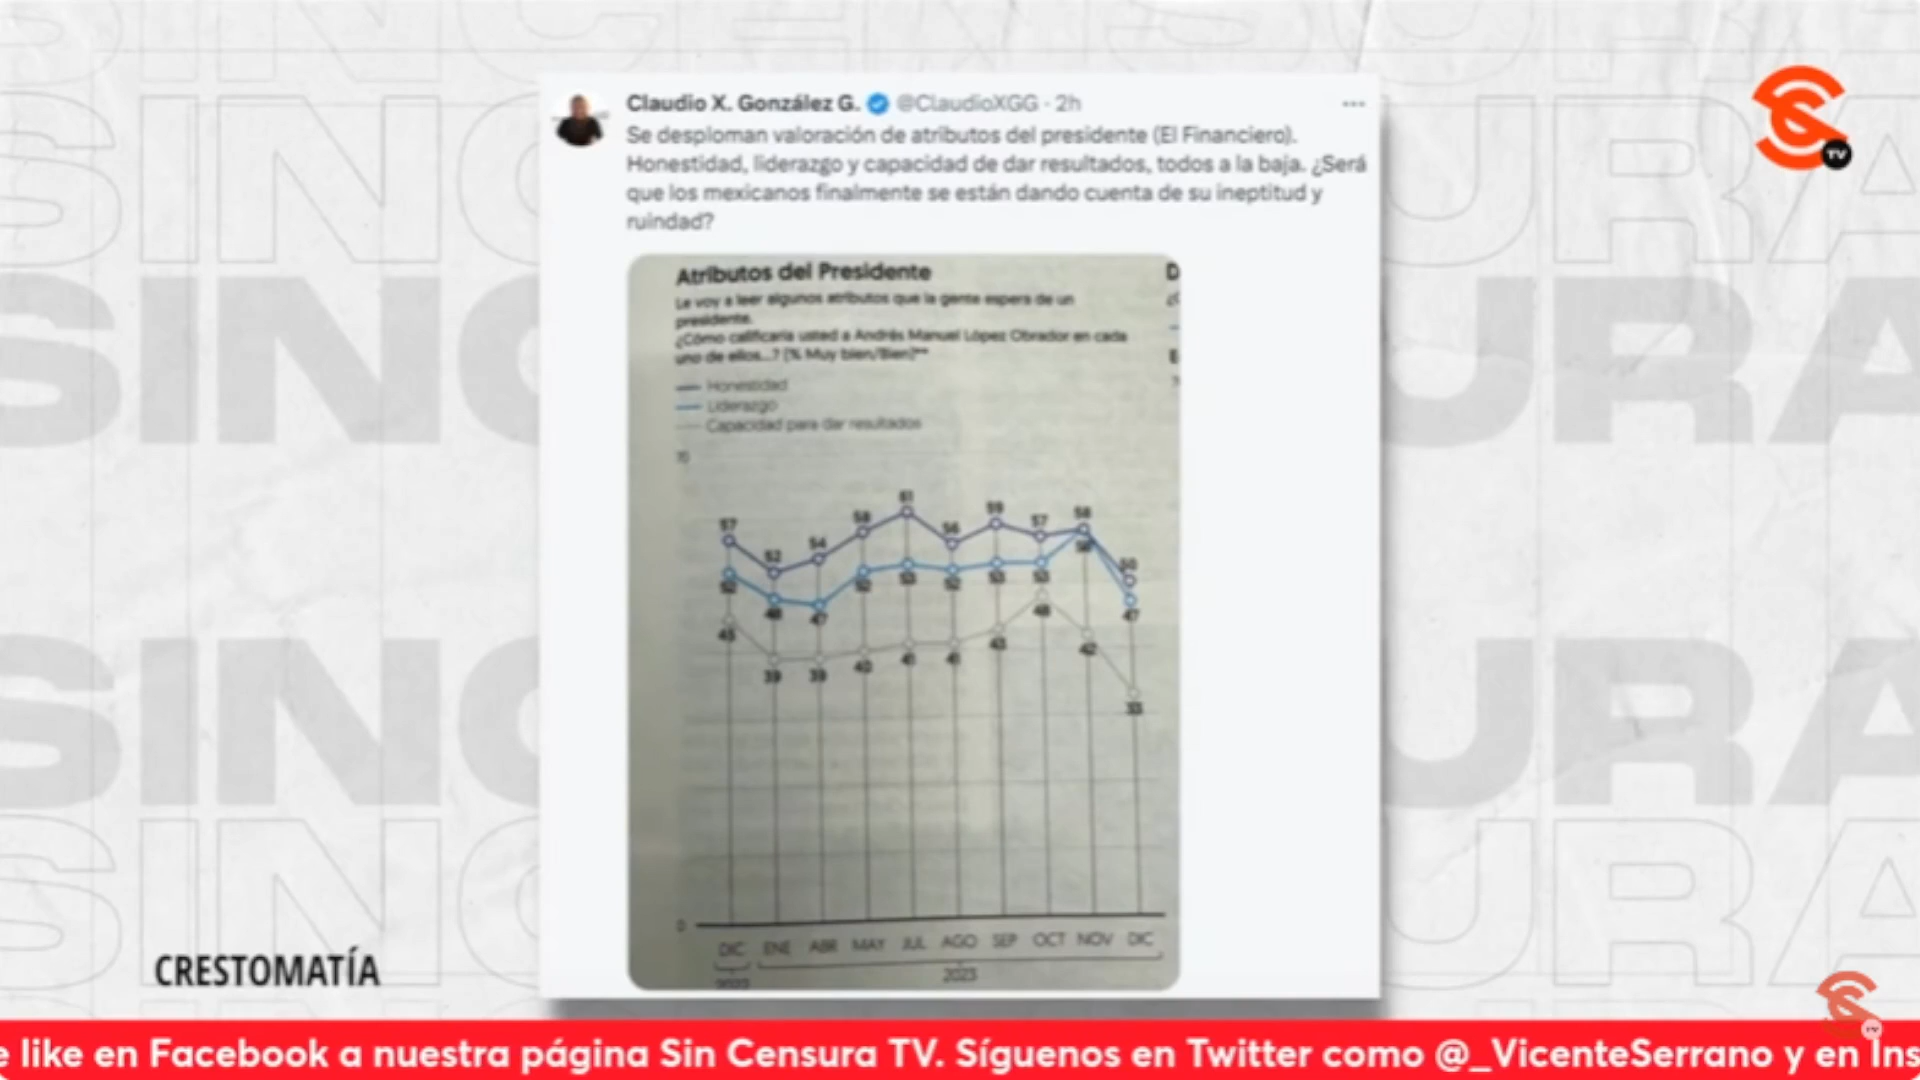 SINCENSURA
Claudio X. González G. @ClaudioXGG · 2h
Se desploman valoración de atributos del presidente (El Financiero).
Honestidad, liderazgo y capacidad de dar resultados, todos a la baja. ¿Será
que los mexicanos finalmente se están dando cuenta de su ineptitud y
ruindad?
Atributos del Presidente
Le voy a leer algunos atributos que la gente espera de un
presidente.
¿Cómo calificaría usted a Andrés Manuel López Obrador en cada
uno de ellos...? (% Muy bien/Bien)**
Honestidad
Liderazgo
Capacidad para dar resultados
70
57 52 54 58 61 56 59 57 58 50
52 48 47 52 53 52 53 53 47
45 39 39 40 41 41 43 48 42 33
0
DIC ENE ABR MAY JUL AGO SEP OCT NOV DIC
2023
TV
CRESTOMATÍA
TV
e like en Facebook a nuestra página Sin Censura TV. Síguenos en Twitter como @_VicenteSerrano y en Ins